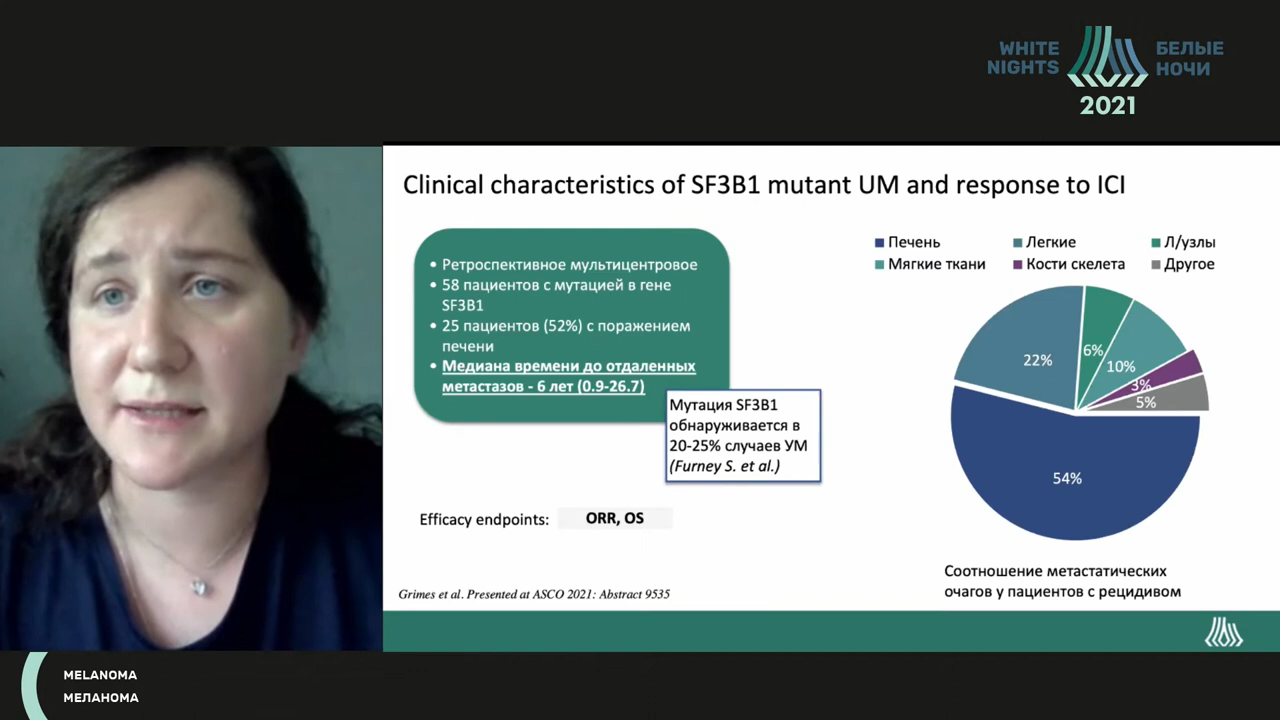 WHITE NIGHTS
БЕЛЫЕ НОЧИ
2021
Clinical characteristics of SF3B1 mutant UM and response to ICI
• Ретроспективное мультицентровое
• 58 пациентов с мутацией в гене
SF3B1
• 25 пациентов (52%) с поражением
печени
• Медиана времени до отдаленных
метастазов - 6 лет (0.9-26.7)
Мутация SF3B1
обнаруживается в
20-25% случаев УМ
(Furney S. et al.)
Efficacy endpoints: ORR, OS
Grimes et al. Presented at ASCO 2021: Abstract 9535
Печень Легкие Л/узлы
Мягкие ткани Кости скелета Другое
22%
6%
10%
3%
5%
54%
Соотношение метастатических
очагов у пациентов с рецидивом
MELANOMA
МЕЛАНОМА